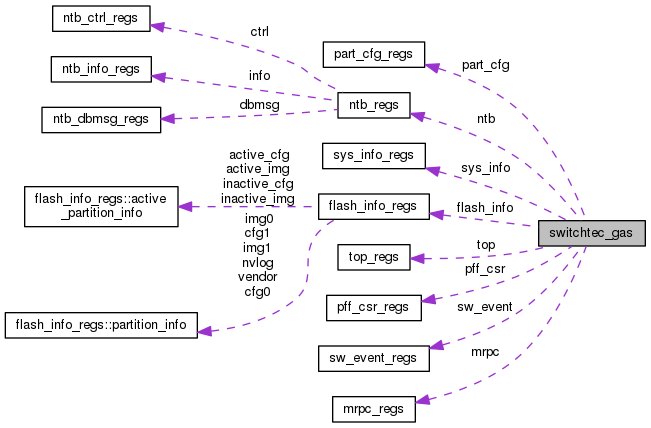 ntb_ctrl_regs
ctrl
part_cfg_regs
part_cfg
ntb_info_regs
info
ntb_regs
dbmsg
ntb_dbmsg_regs
ntb
sys_info_regs
sys_info
active_cfg
active_img
inactive_cfg
inactive_img
flash_info_regs::active
_partition_info
flash_info_regs
flash_info
img0
cfg1
img1
nvlog
vendor
cfg0
switchtec_gas
top_regs
top
pff_csr
pff_csr_regs
flash_info_regs::partition_info
sw_event
sw_event_regs
mrpc
mrpc_regs